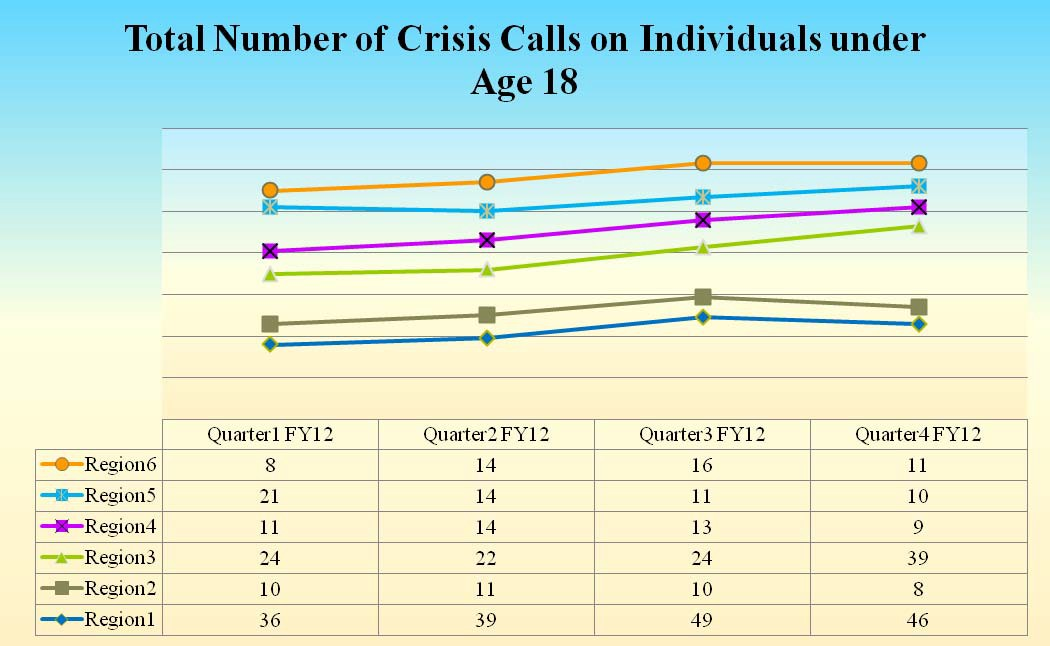 Total Number of Crisis Calls on Individuals under
Age 18
Quarter1 FY12 Quarter2 FY12 Quarter3 FY12 Quarter4 FY12
Region6 8 14 16 11
Region5 21 14 11 10
Region4 11 14 13 9
Region3 24 22 24 39
Region2 10 11 10 8
Region1 36 39 49 46